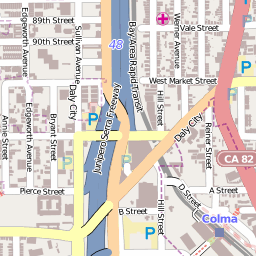 89th Street
90th Street
Edgeworth Avenue
Sullivan Avenue
Daly City
48
Bay Area Rapid Transit
Hill Street
Werner Avenue
Vale Street
West Market Street
Junipero Serra Freeway
Daly City
Annie Street
Edgeworth Avenue
Bryant Street
Reiner Street
CA 82
Pierce Street
B Street
Hill Street
D Street
A Street
Colma
P
P
P
P
P
P